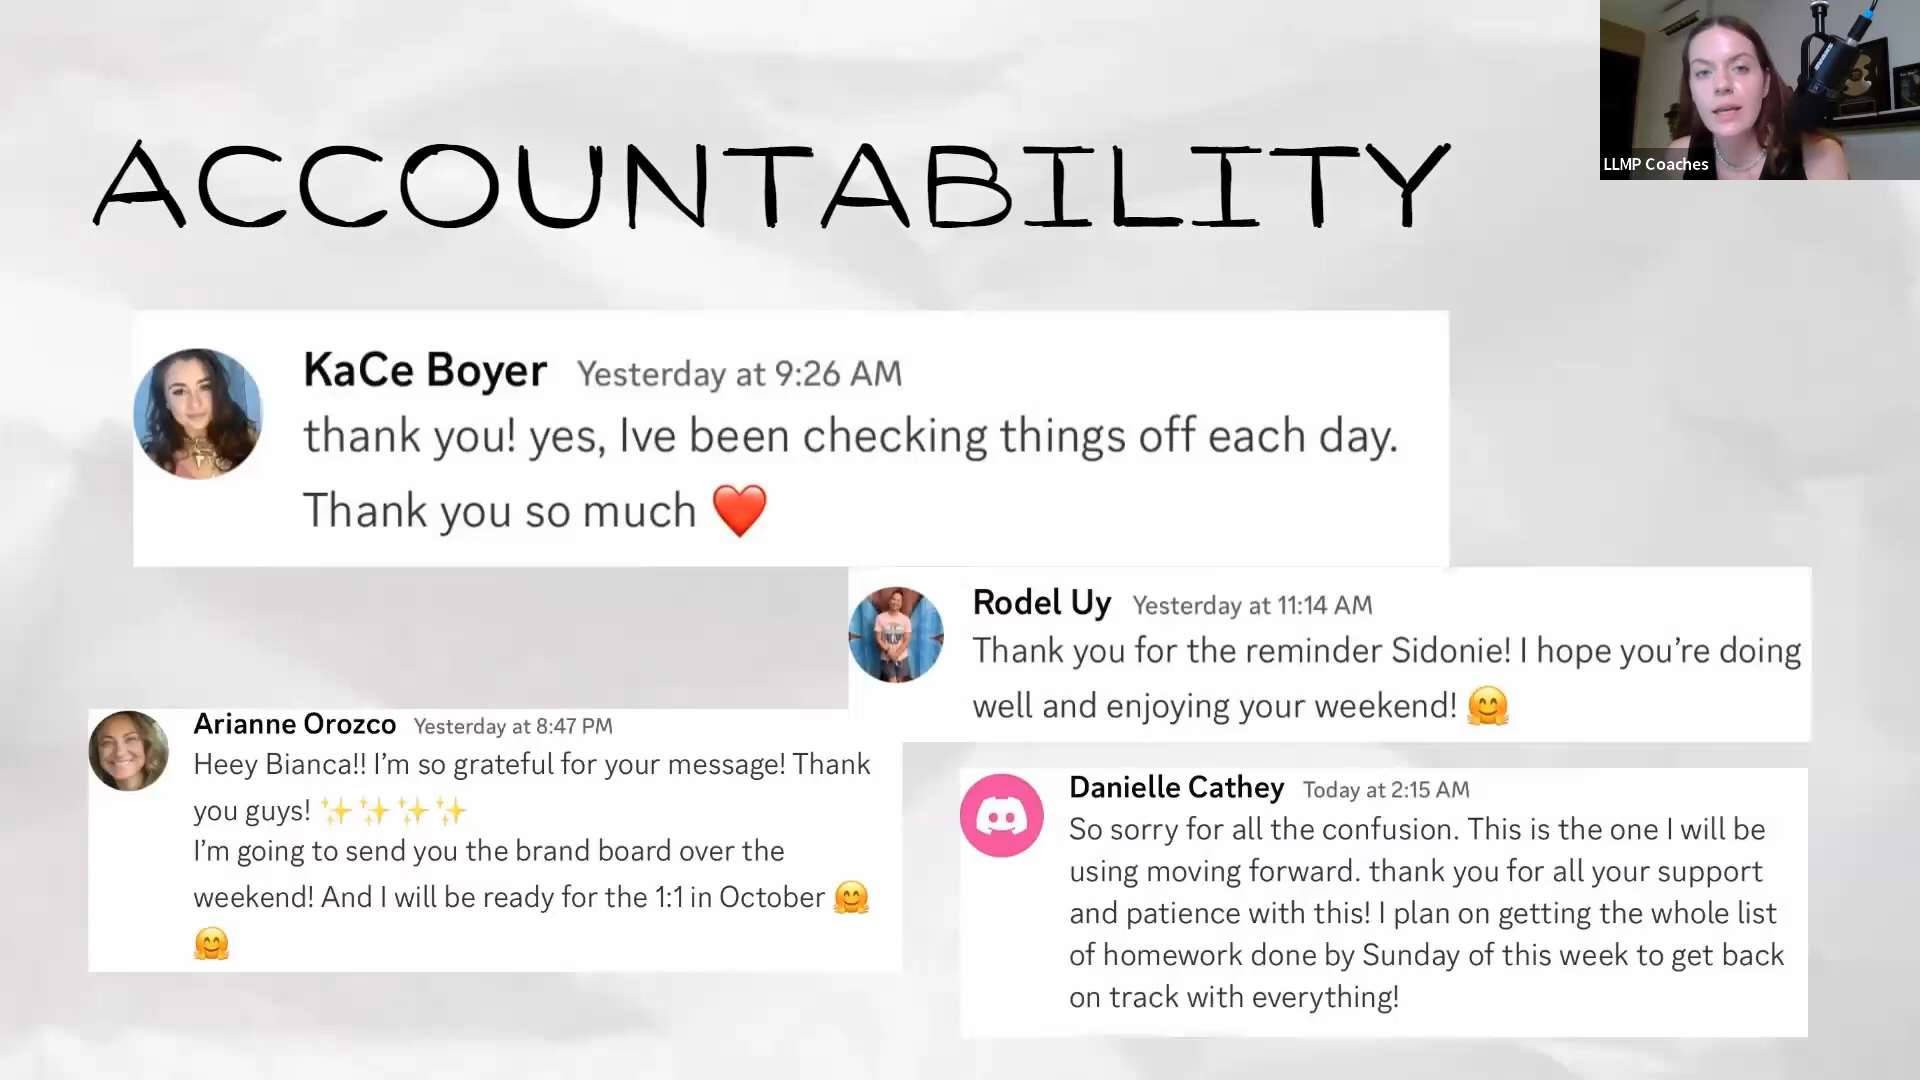 ACCOUNTABILITY
LLMP Coaches
KaCe Boyer Yesterday at 9:26 AM
thank you! yes, Ive been checking things off each day.
Thank you so much ❤️
Rodel Uy Yesterday at 11:14 AM
Thank you for the reminder Sidonie! I hope you’re doing
well and enjoying your weekend! 🤗
Arianne Orozco Yesterday at 8:47 PM
Heey Bianca!! I’m so grateful for your message! Thank
you guys! ✨✨✨✨
I’m going to send you the brand board over the
weekend! And I will be ready for the 1:1 in October 🤗
🤗
Danielle Cathey Today at 2:15 AM
So sorry for all the confusion. This is the one I will be
using moving forward. thank you for all your support
and patience with this! I plan on getting the whole list
of homework done by Sunday of this week to get back
on track with everything!